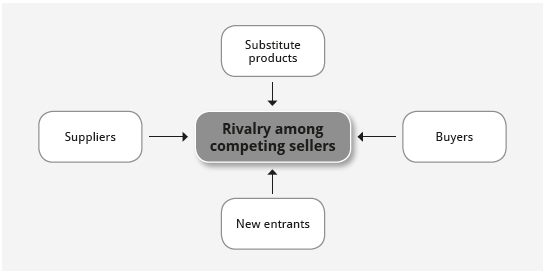 Substitute
products
Suppliers
Rivalry among
competing sellers
Buyers
New entrants